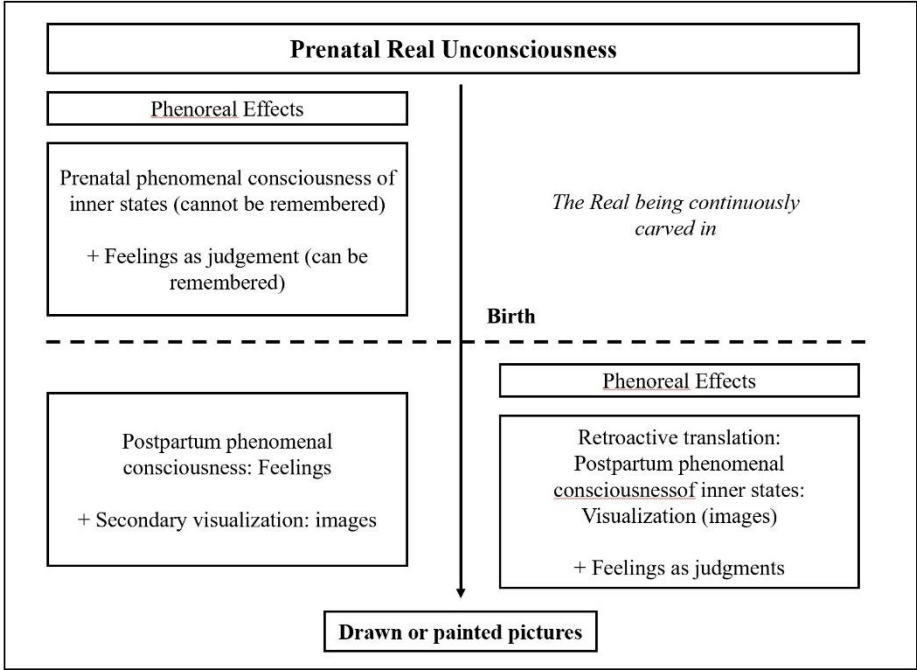 Prenatal Real Unconsciousness
Phenoreal Effects
Prenatal phenomenal consciousness of
inner states (cannot be remembered)
+ Feelings as judgement (can be
remembered)
The Real being continuously
carved in
Birth
Postpartum phenomenal
consciousness: Feelings
+ Secondary visualization: images
Phenoreal Effects
Retroactive translation:
Postpartum phenomenal
consciousnessof inner states:
Visualization (images)
+ Feelings as judgments
Drawn or painted pictures